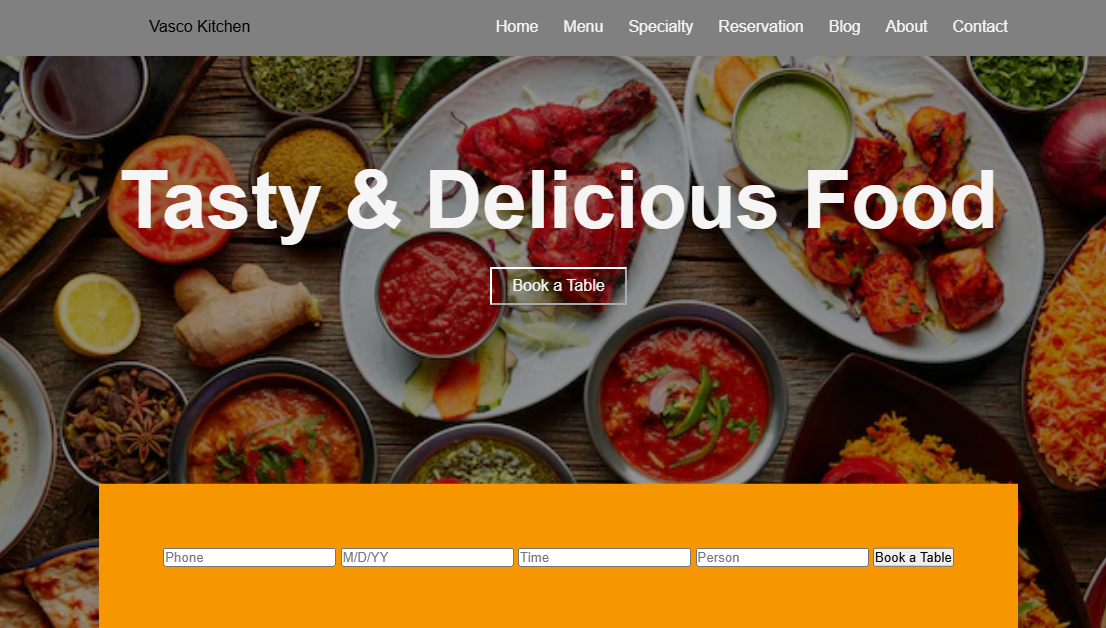 Vasco Kitchen Home Menu Specialty Reservation Blog About Contact
Tasty & Delicious Food
Book a Table
Phone M/D/YY Time Person Book a Table